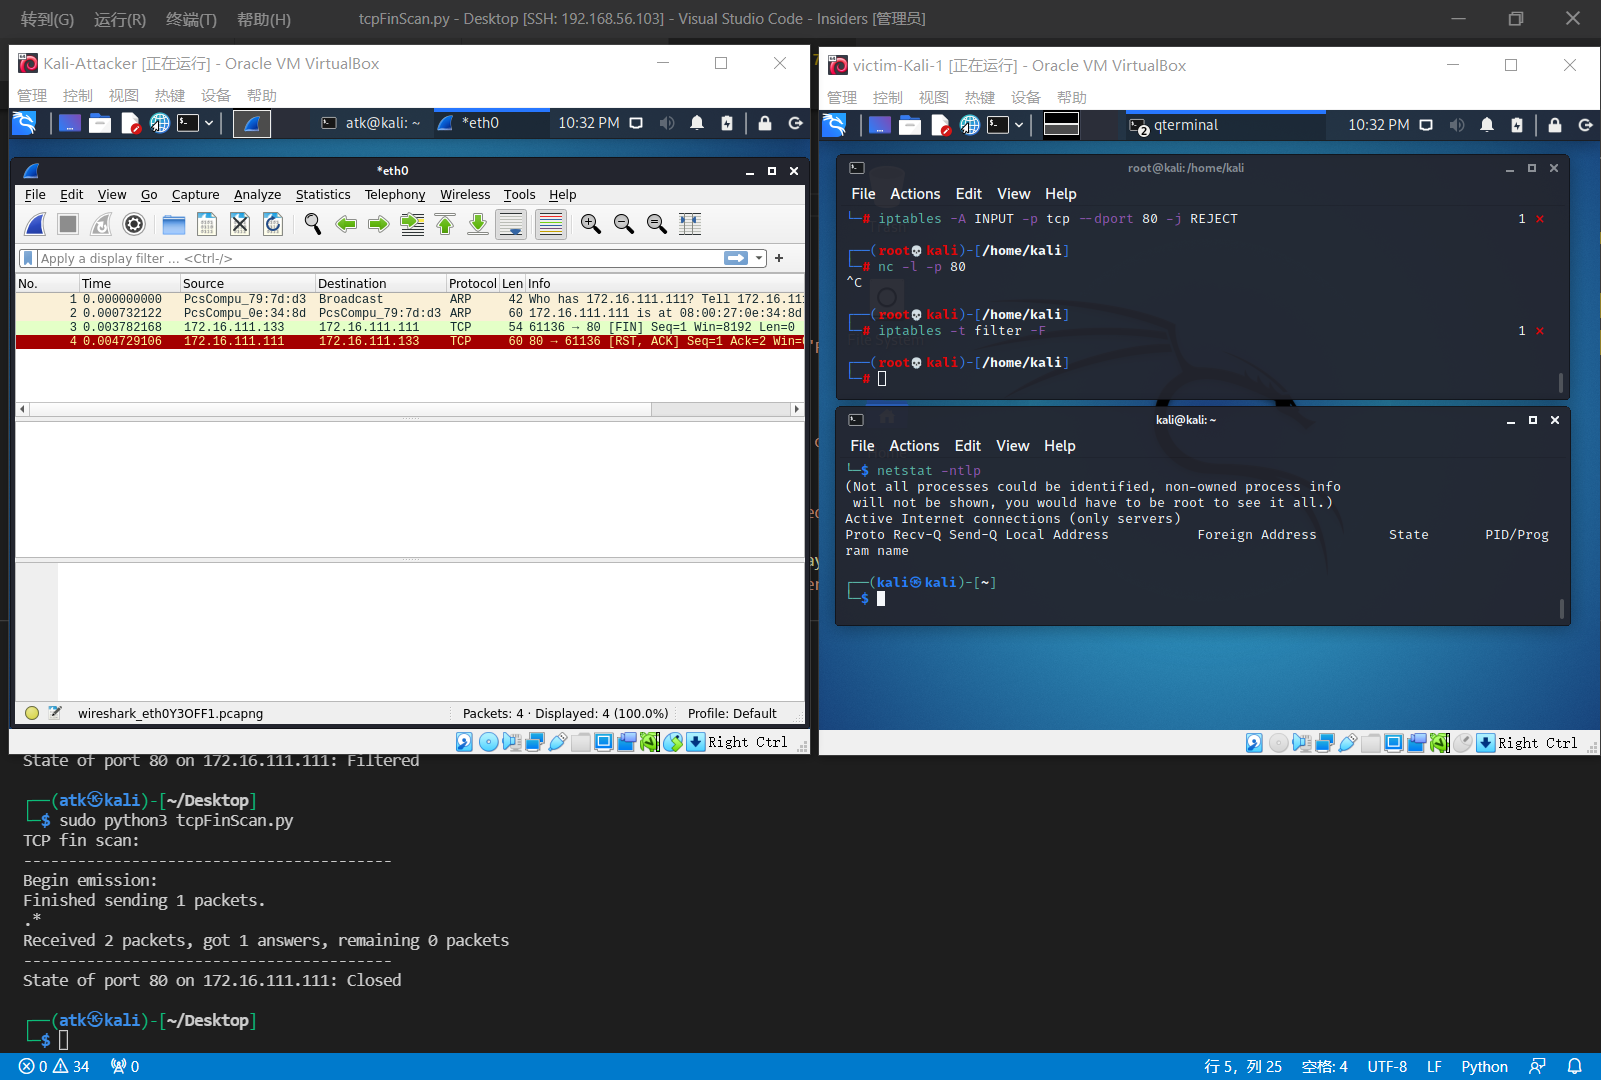 转到(G) 运行(R) 终端(T) 帮助(H) tcpFinScan.py - Desktop [SSH: 192.168.56.103] - Visual Studio Code - Insiders [管理员]
Kali-Attacker [正在运行] - Oracle VM VirtualBox
管理 控制 视图 热键 设备 帮助
atk@kali: ~ *eth0 10:32 PM
*eth0
File Edit View Go Capture Analyze Statistics Telephony Wireless Tools Help
Apply a display filter ... <Ctrl-/>
No. Time Source Destination Protocol Len Info
1 0.000000000 PcsCompu_79:7d:d3 Broadcast ARP 42 Who has 172.16.111.111? Tell 172.16.11
2 0.000732122 PcsCompu_0e:34:8d PcsCompu_79:7d:d3 ARP 60 172.16.111.111 is at 08:00:27:0e:34:8d
3 0.003782168 172.16.111.133 172.16.111.111 TCP 54 61136 → 80 [FIN] Seq=1 Win=8192 Len=0
4 0.004729106 172.16.111.111 172.16.111.133 TCP 60 80 → 61136 [RST, ACK] Seq=1 Ack=2 Win=0
wireshark_eth0Y3OFF1.pcapng Packets: 4 · Displayed: 4 (100.0%) Profile: Default
Right Ctrl
victim-Kali-1 [正在运行] - Oracle VM VirtualBox
管理 控制 视图 热键 设备 帮助
2 qterminal 10:32 PM
root@kali:/home/kali
File Actions Edit View Help
└─# iptables -A INPUT -p tcp --dport 80 -j REJECT 1 ⨯
┌──(root💀kali)-[/home/kali]
└─# nc -l -p 80
^C
┌──(root💀kali)-[/home/kali]
└─# iptables -t filter -F 1 ⨯
┌──(root💀kali)-[/home/kali]
└─#
kali@kali: ~
File Actions Edit View Help
└─$ netstat -ntlp
(Not all processes could be identified, non-owned process info
will not be shown, you would have to be root to see it all.)
Active Internet connections (only servers)
Proto Recv-Q Send-Q Local Address Foreign Address State PID/Prog
ram name
┌──(kali㉿kali)-[~]
└─$
Right Ctrl
State of port 80 on 172.16.111.111: Filtered
┌──(atk㉿kali)-[~/Desktop]
└─$ sudo python3 tcpFinScan.py
TCP fin scan:
-----------------------------------------
Begin emission:
Finished sending 1 packets.
.*
Received 2 packets, got 1 answers, remaining 0 packets
-----------------------------------------
State of port 80 on 172.16.111.111: Closed
┌──(atk㉿kali)-[~/Desktop]
└─$
0 34 0 行 5，列 25 空格: 4 UTF-8 LF Python